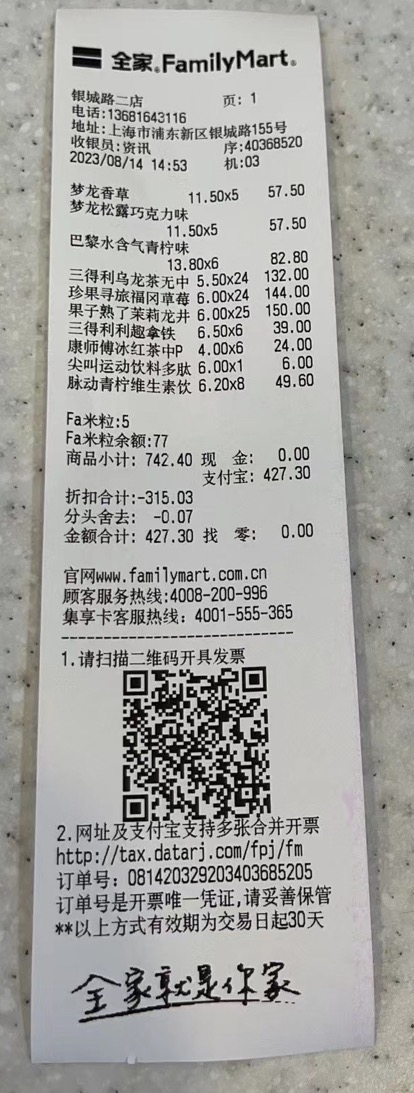 全家®FamilyMart®
银城路二店 页: 1
电话:13681643116
地址:上海市浦东新区银城路155号
收银员:资讯 序:40368520
2023/08/14 14:53 机:03
梦龙香草 11.50x5 57.50
梦龙松露巧克力味
11.50x5 57.50
巴黎水含气青柠味
13.80x6 82.80
三得利乌龙茶无中 5.50x24 132.00
珍果寻旅福冈草莓 6.00x24 144.00
果子熟了茉莉龙井 6.00x25 150.00
三得利利趣拿铁 6.50x6 39.00
康师傅冰红茶中P 4.00x6 24.00
尖叫运动饮料多肽 6.00x1 6.00
脉动青柠维生素饮 6.20x8 49.60
Fa米粒:5
Fa米粒余额:77
商品小计: 742.40 现 金: 0.00
支付宝: 427.30
折扣合计:-315.03
分头舍去: -0.07
金额合计: 427.30 找 零: 0.00
官网www.familymart.com.cn
顾客服务热线:4008-200-996
集享卡客服热线: 4001-555-365
------------------------------
1.请扫描二维码开具发票
2.网址及支付宝支持多张合并开票
http://tax.datarj.com/fpj/fm
订单号: 081420329203403685205
订单号是开票唯一凭证,请妥善保管
**以上方式有效期为交易日起30天
全家就是你家